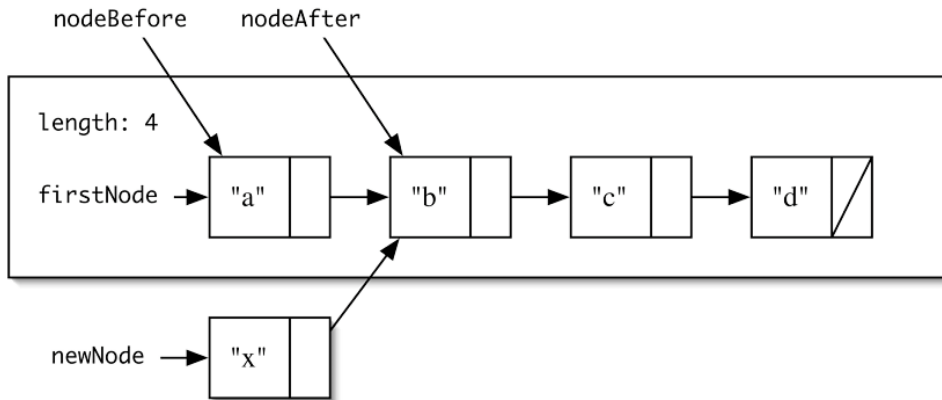 nodeBefore nodeAfter
length: 4
firstNode "a" "b" "c" "d"
newNode "x"